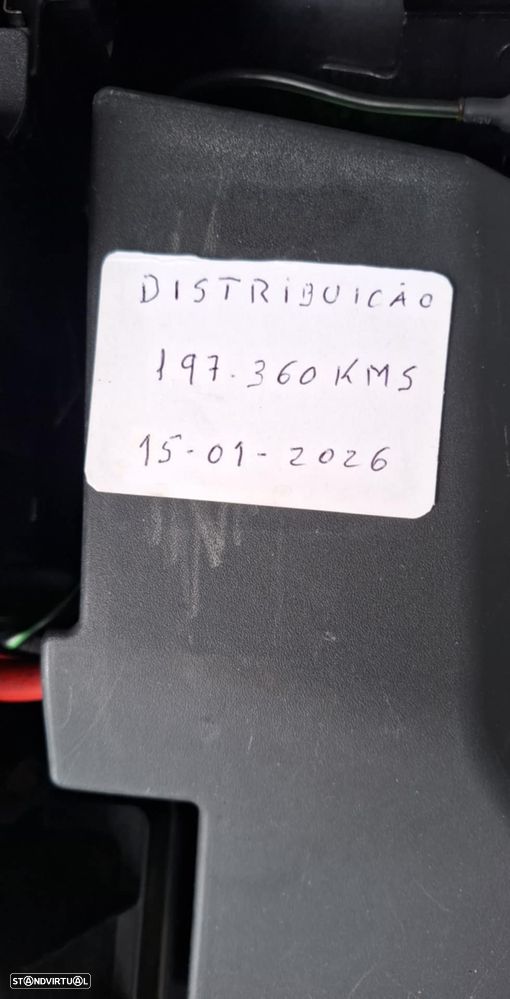 DISTRIBUICÃO
197.360 KMS
15-01-2026
STANDVIRTUAL